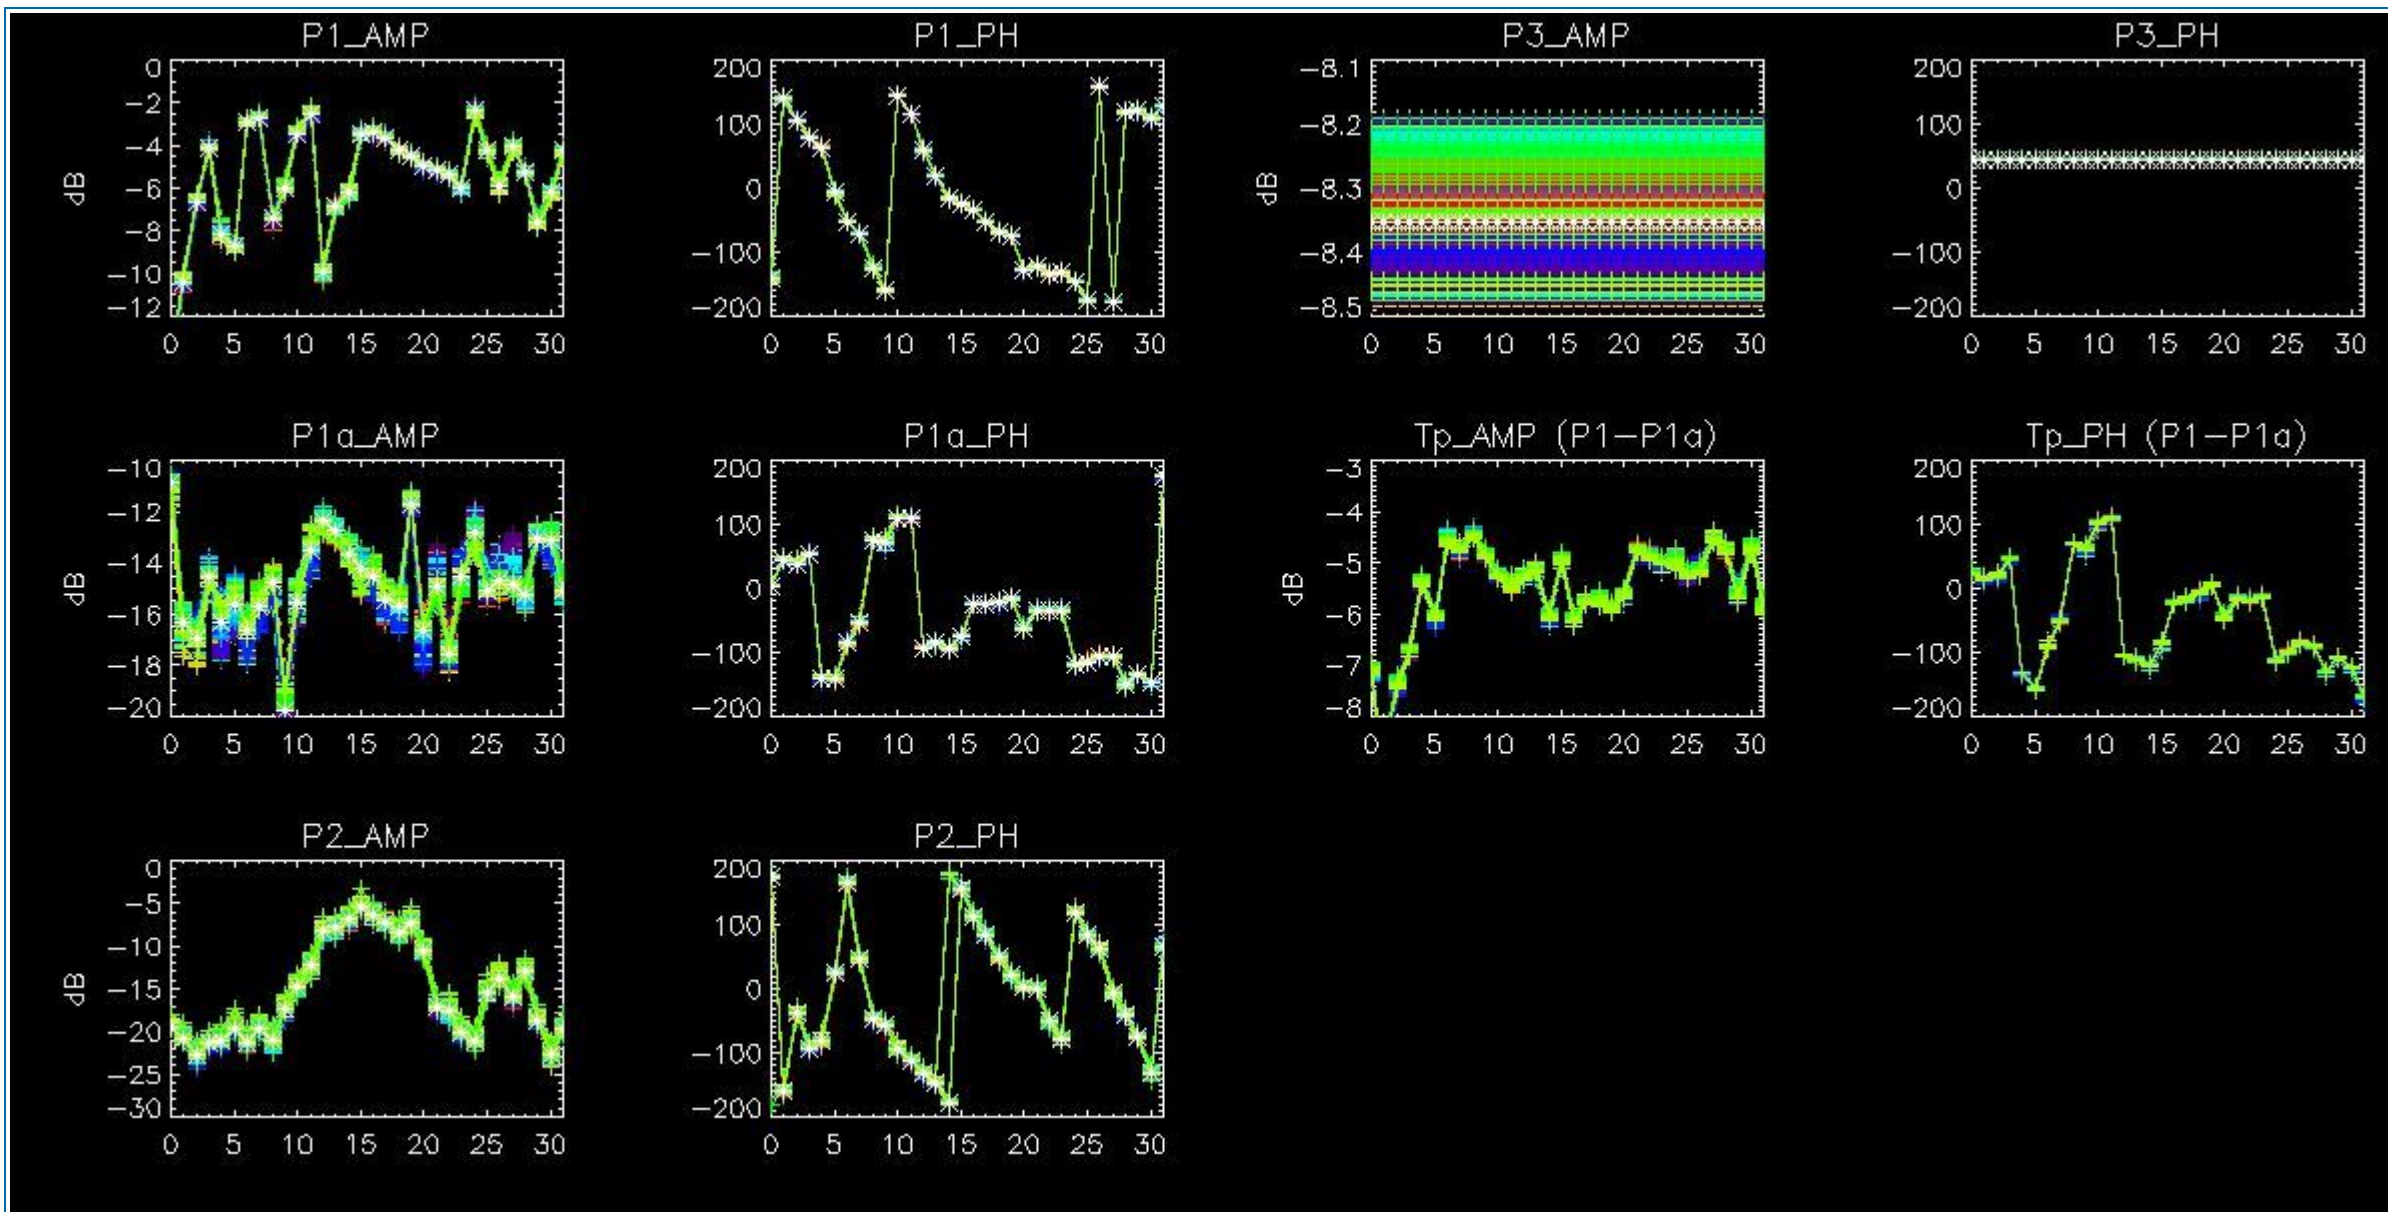 P1_AMP
0
−2
−4
−6
−8
−10
−12
dB
0 5 10 15 20 25 30
P1_PH
200
100
0
−100
−200
0 5 10 15 20 25 30
P3_AMP
−8.1
−8.2
−8.3
−8.4
−8.5
dB
0 5 10 15 20 25 30
P3_PH
200
100
0
−100
−200
0 5 10 15 20 25 30
P1a_AMP
−10
−12
−14
−16
−18
−20
dB
0 5 10 15 20 25 30
P1a_PH
200
100
0
−100
−200
0 5 10 15 20 25 30
Tp_AMP (P1−P1a)
−3
−4
−5
−6
−7
−8
dB
0 5 10 15 20 25 30
Tp_PH (P1−P1a)
200
100
0
−100
−200
0 5 10 15 20 25 30
P2_AMP
0
−5
−10
−15
−20
−25
−30
dB
0 5 10 15 20 25 30
P2_PH
200
100
0
−100
−200
0 5 10 15 20 25 30